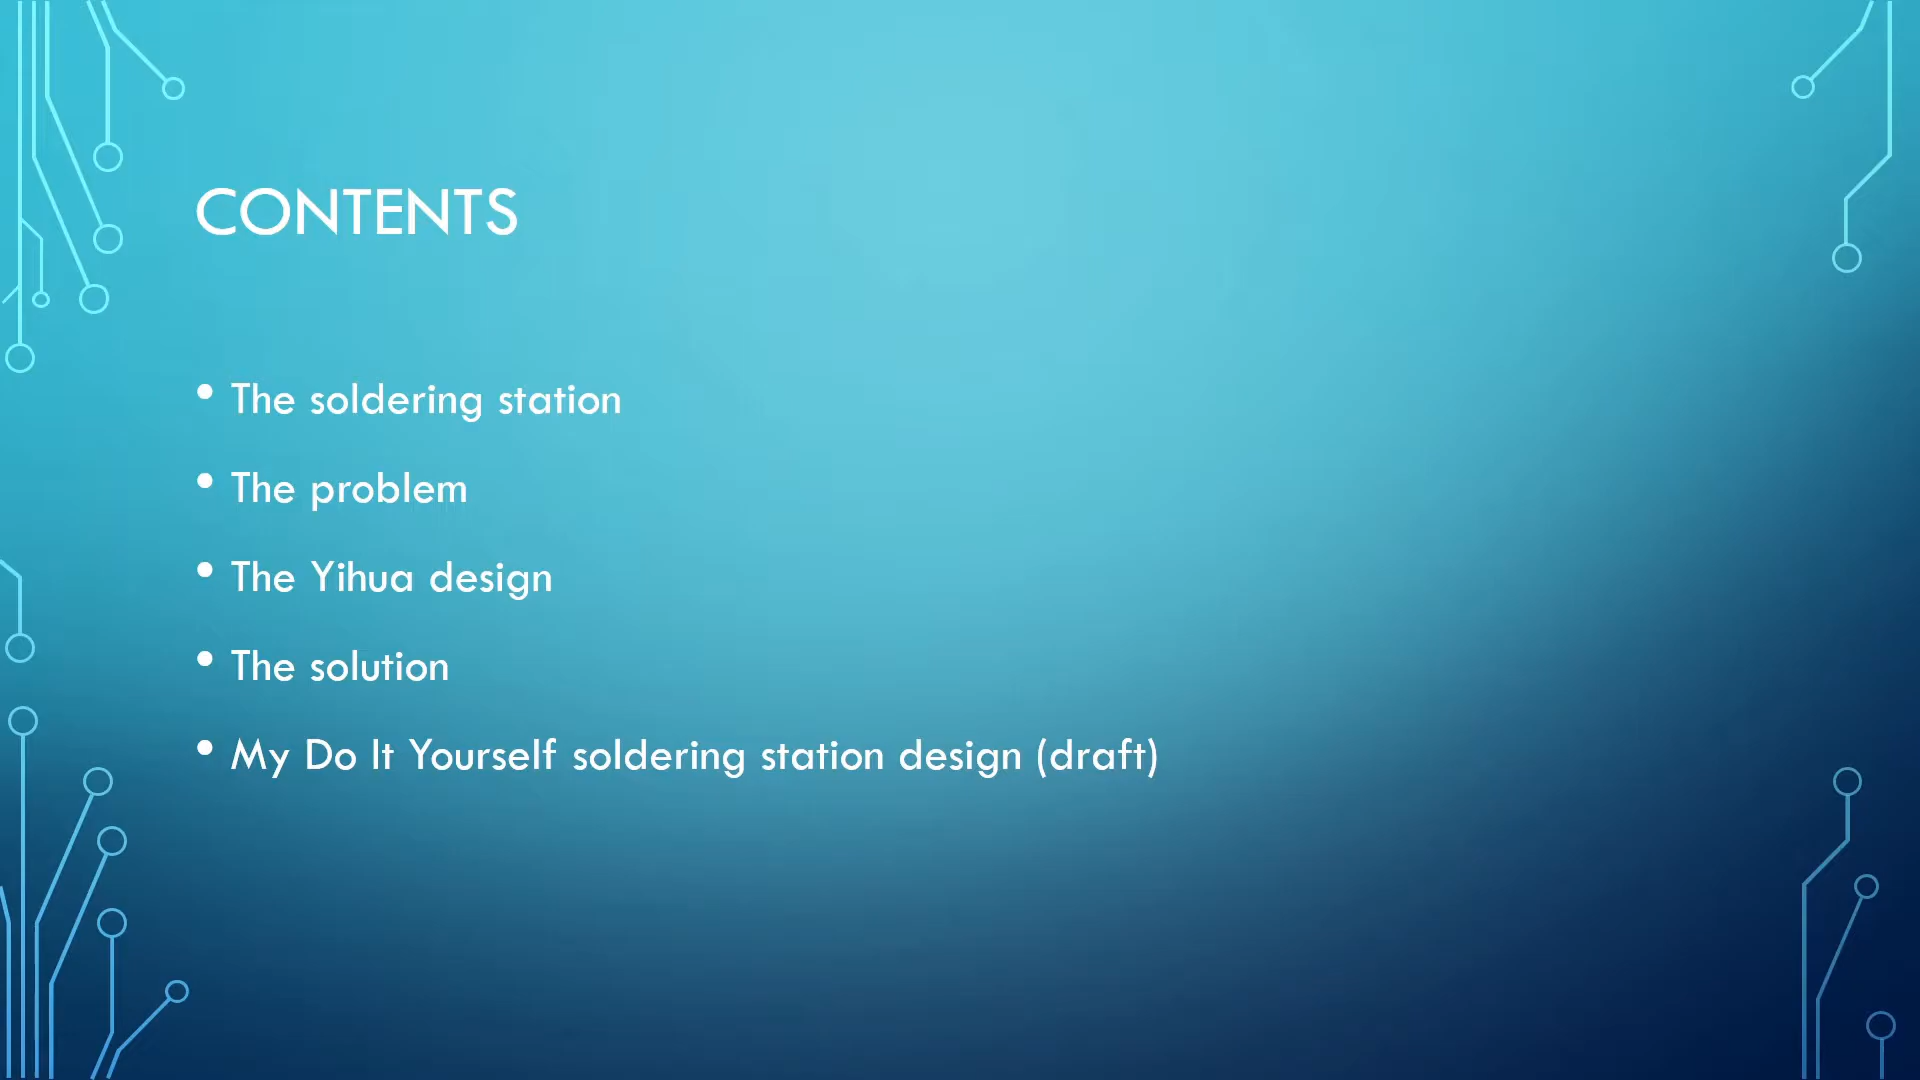 CONTENTS
• The soldering station
• The problem
• The Yihua design
• The solution
• My Do It Yourself soldering station design (draft)